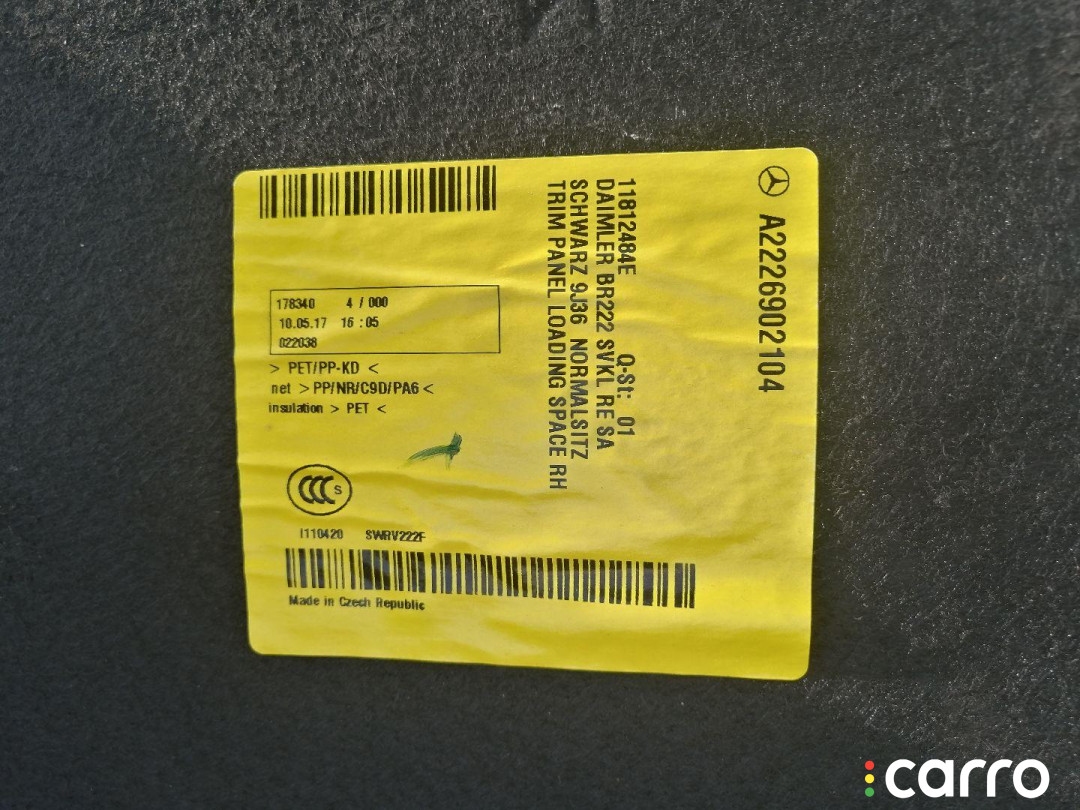 A2226902104
11812484E Q-St: 01
DAIMLER BR222 SVKL RE SA
SCHWARZ 9J36 NORMALSITZ
TRIM PANEL LOADING SPACE RH
178340 4 / 000
10.05.17 16 :05
022038
> PET/PP-KD <
net > PP/NR/C9D/PA6 <
insulation > PET <
CCC S
I110420 SWRV222F
Made in Czech Republic
carro